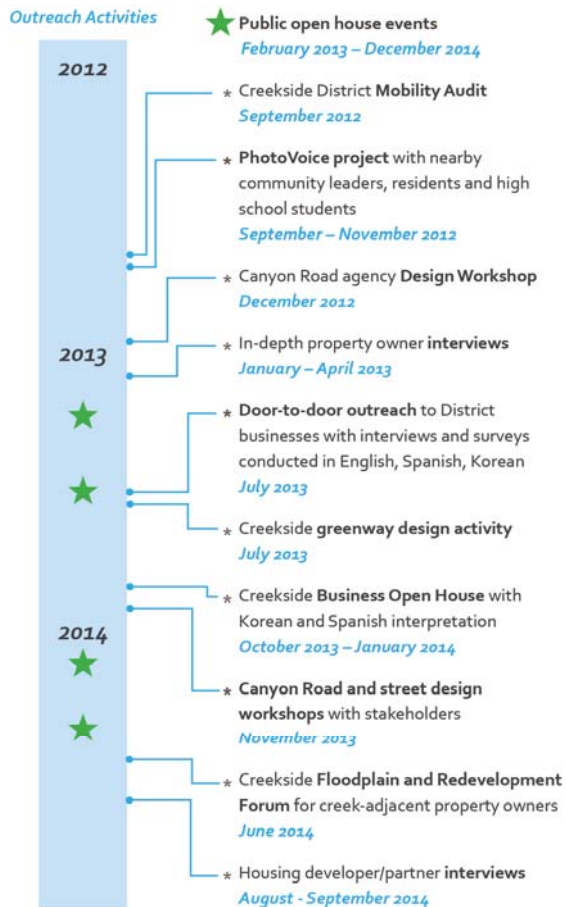 Outreach Activities
Public open house events
February 2013 – December 2014
2012
* Creekside District Mobility Audit
September 2012
* PhotoVoice project with nearby
community leaders, residents and high
school students
September – November 2012
* Canyon Road agency Design Workshop
December 2012
2013
* In-depth property owner interviews
January – April 2013
* Door-to-door outreach to District
businesses with interviews and surveys
conducted in English, Spanish, Korean
July 2013
* Creekside greenway design activity
July 2013
* Creekside Business Open House with
Korean and Spanish interpretation
October 2013 – January 2014
2014
* Canyon Road and street design
workshops with stakeholders
November 2013
* Creekside Floodplain and Redevelopment
Forum for creek-adjacent property owners
June 2014
* Housing developer/partner interviews
August - September 2014